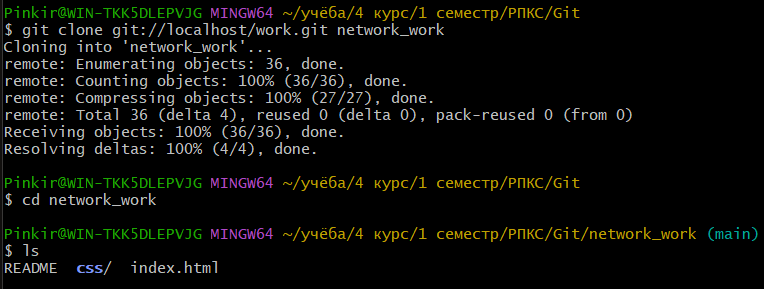 Pinkir@WIN-TKK5DLEPVJG MINGW64 ~/учёба/4 курс/1 семестр/РПКС/Git
$ git clone git://localhost/work.git network_work
Cloning into 'network_work'...
remote: Enumerating objects: 36, done.
remote: Counting objects: 100% (36/36), done.
remote: Compressing objects: 100% (27/27), done.
remote: Total 36 (delta 4), reused 0 (delta 0), pack-reused 0 (from 0)
Receiving objects: 100% (36/36), done.
Resolving deltas: 100% (4/4), done.
Pinkir@WIN-TKK5DLEPVJG MINGW64 ~/учёба/4 курс/1 семестр/РПКС/Git
$ cd network_work
Pinkir@WIN-TKK5DLEPVJG MINGW64 ~/учёба/4 курс/1 семестр/РПКС/Git/network_work (main)
$ ls
README  css/  index.html